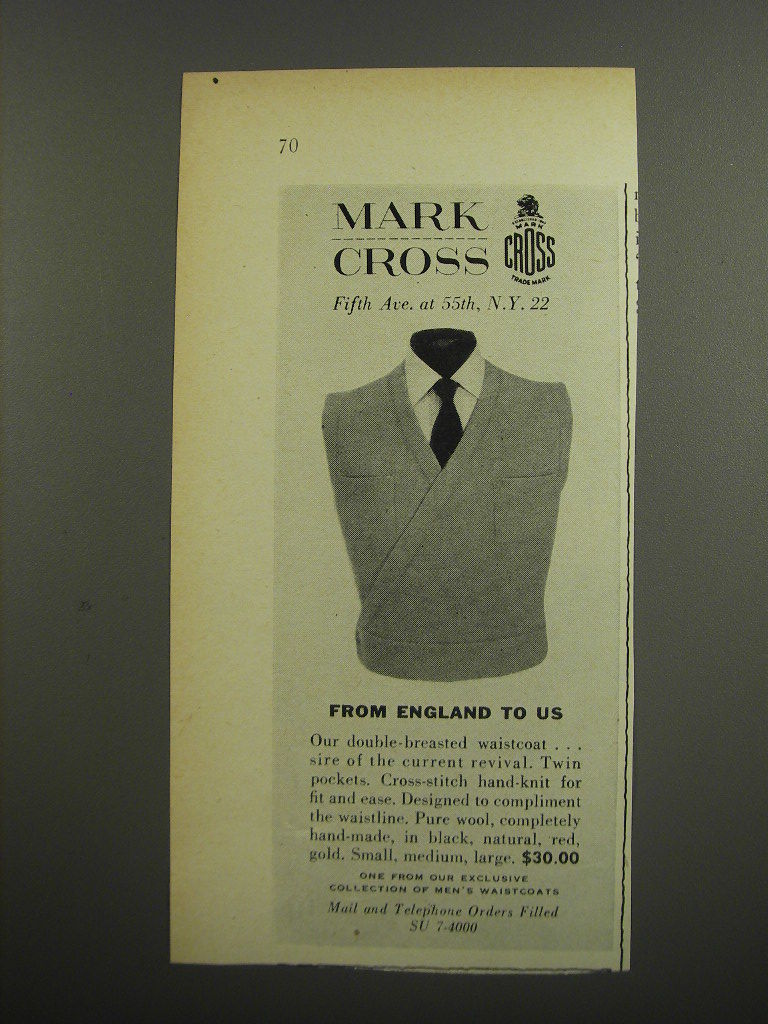 70
MARK
CROSS
MARK
CROSS
TRADE MARK
Fifth Ave. at 55th, N.Y. 22
FROM ENGLAND TO US
Our double-breasted waistcoat . . .
sire of the current revival. Twin
pockets. Cross-stitch hand-knit for
fit and ease. Designed to compliment
the waistline. Pure wool, completely
hand-made, in black, natural, red,
gold. Small, medium, large. $30.00
ONE FROM OUR EXCLUSIVE
COLLECTION OF MEN'S WAISTCOATS
Mail and Telephone Orders Filled
SU 7-4000